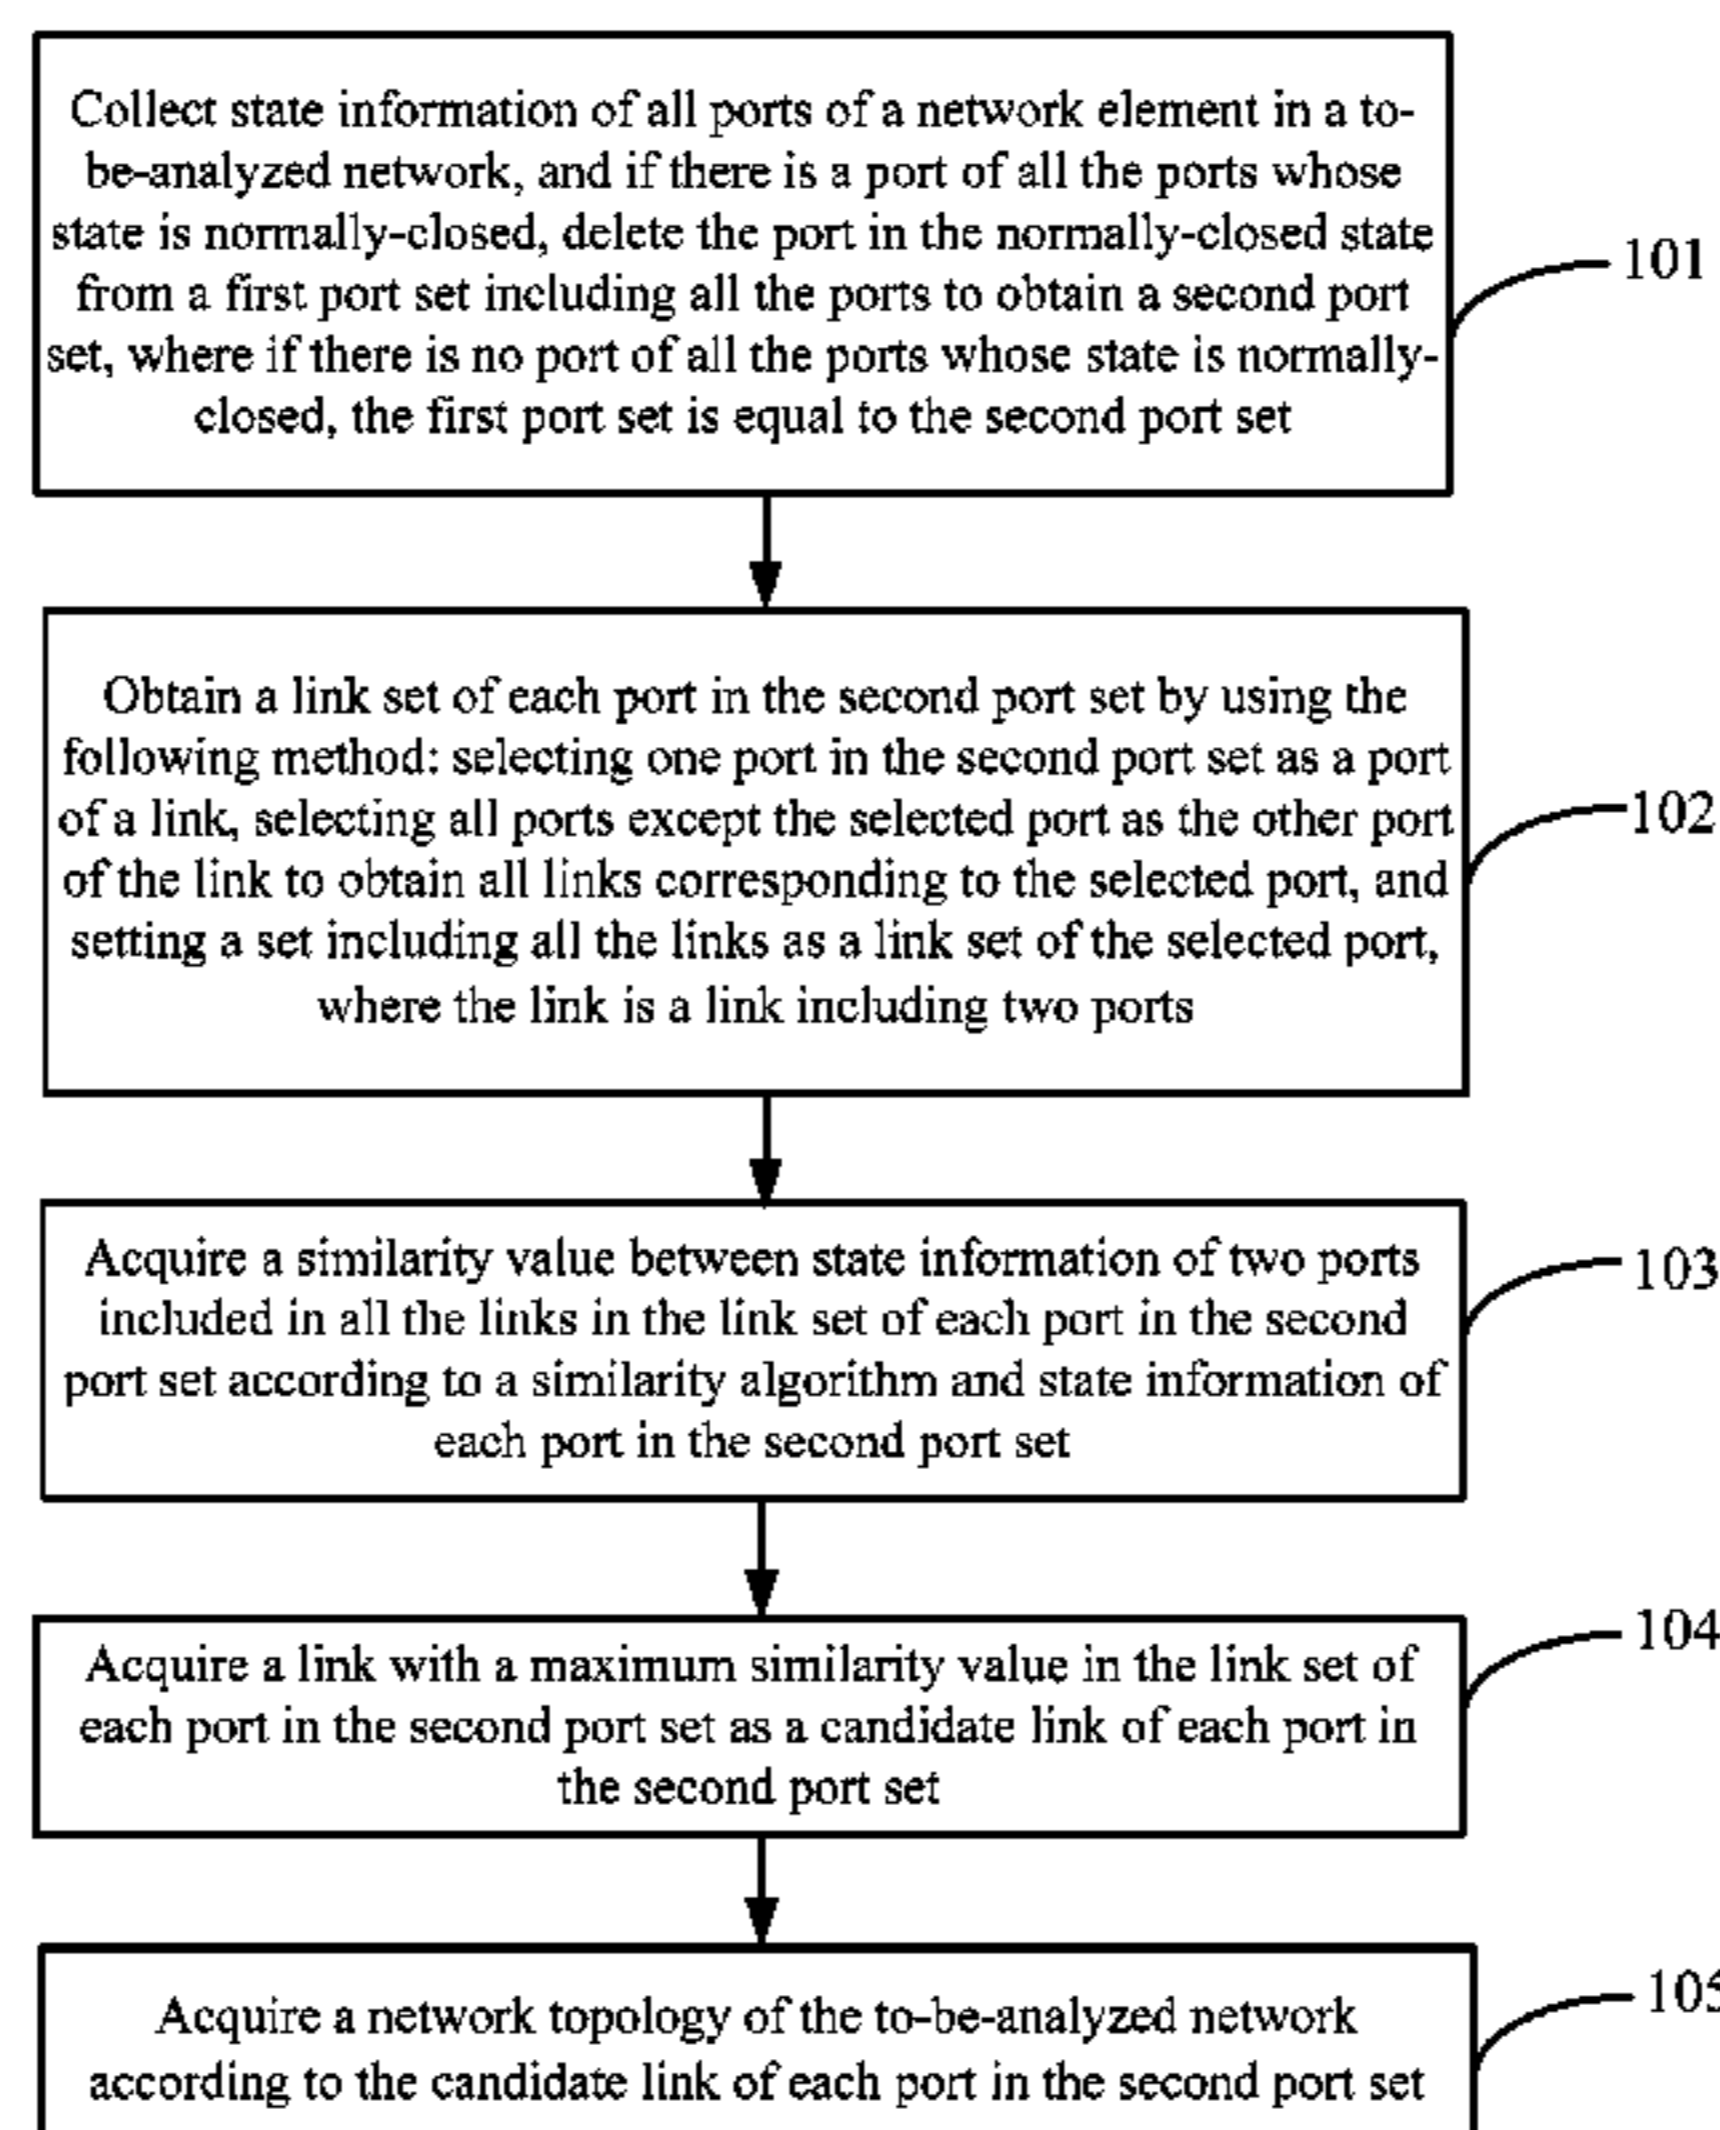 Collect state information of all ports of a network element in a to-
be-analyzed network, and if there is a port of all the ports whose
state is normally-closed, delete the port in the normally-closed state
from a first port set including all the ports to obtain a second port
set, where if there is no port of all the ports whose state is normally-
closed, the first port set is equal to the second port set
101
Obtain a link set of each port in the second port set by using the
following method: selecting one port in the second port set as a port
of a link, selecting all ports except the selected port as the other port
of the link to obtain all links corresponding to the selected port, and
setting a set including all the links as a link set of the selected port,
where the link is a link including two ports
102
Acquire a similarity value between state information of two ports
included in all the links in the link set of each port in the second
port set according to a similarity algorithm and state information of
each port in the second port set
103
Acquire a link with a maximum similarity value in the link set of
each port in the second port set as a candidate link of each port in
the second port set
104
Acquire a network topology of the to-be-analyzed network
according to the candidate link of each port in the second port set
105